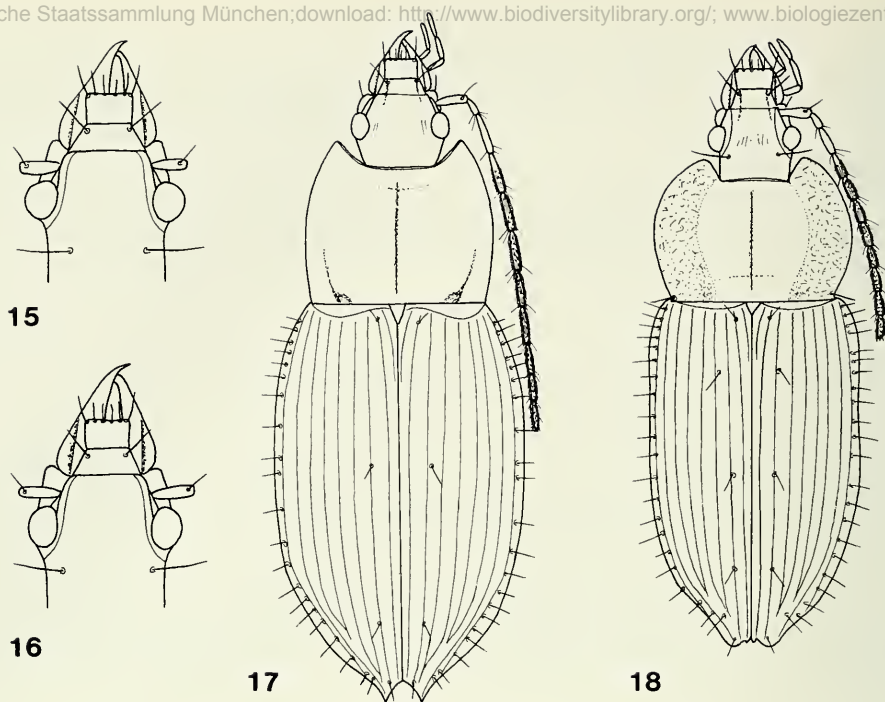 che Staatssammlung München;download: http://www.biodiversitylibrary.org/; www.biologiezen
15
16
17
18